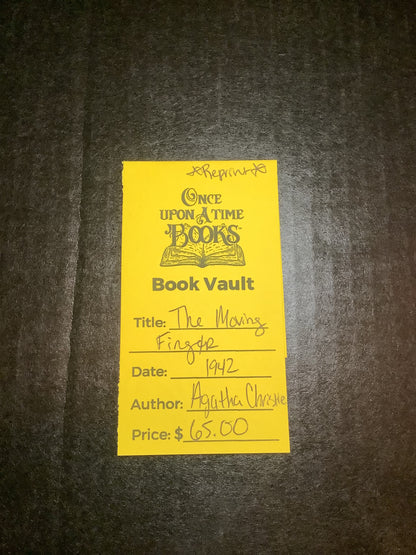 ☆Reprint☆
ONCE
UPON A TIME
BOOKS
Book Vault
Title: The Moving
Finger
Date: 1942
Author: Agatha Christie
Price: $ 65.00